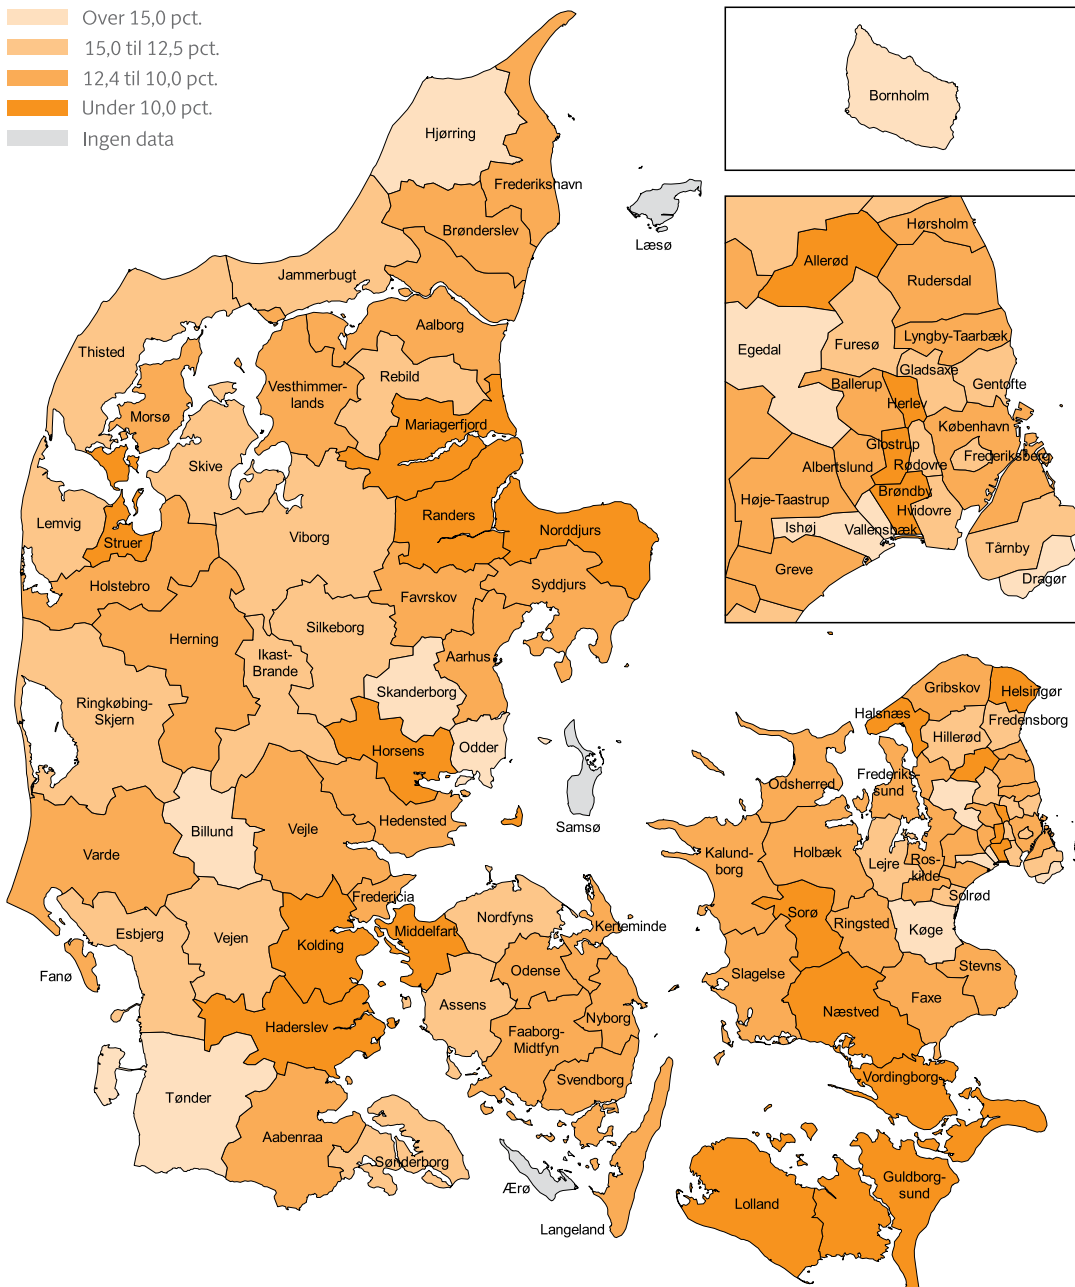 Over 15,0 pct.
15,0 til 12,5 pct.
12,4 til 10,0 pct.
Under 10,0 pct.
Ingen data
Bornholm
Hjørring
Frederikshavn
Brønderslev
Læsø
Jammerbugt
Aalborg
Thisted
Rebild
Vesthimmer-
lands
Morsø
Mariagerfjord
Skive
Lemvig
Struer
Viborg
Randers
Norddjurs
Holstebro
Favrskov
Syddjurs
Herning
Silkeborg
Ikast-
Brande
Aarhus
Skanderborg
Ringkøbing-
Skjern
Horsens
Odder
Samsø
Billund
Vejle
Hedensted
Varde
Fredericia
Esbjerg
Vejen
Kolding
Middelfart
Nordfyns
Kerteminde
Fanø
Odense
Assens
Haderslev
Faaborg-
Midtfyn
Nyborg
Svendborg
Tønder
Aabenraa
Sønderborg
Ærø
Langeland
Hørsholm
Allerød
Rudersdal
Egedal
Furesø
Lyngby-Taarbæk
Gladsaxe
Ballerup
Gentofte
Herlev
København
Glostrup
Frederiksberg
Albertslund
Rødovre
Høje-Taastrup
Brøndby
Hvidovre
Ishøj
Vallensbæk
Tårnby
Greve
Dragør
Gribskov
Helsingør
Halsnæs
Fredensborg
Hillerød
Odsherred
Frederiks-
sund
Kalund-
borg
Holbæk
Lejre
Ros-
kilde
Solrød
Sorø
Ringsted
Køge
Slagelse
Stevns
Næstved
Faxe
Vordingborg
Lolland
Guldborg-
sund